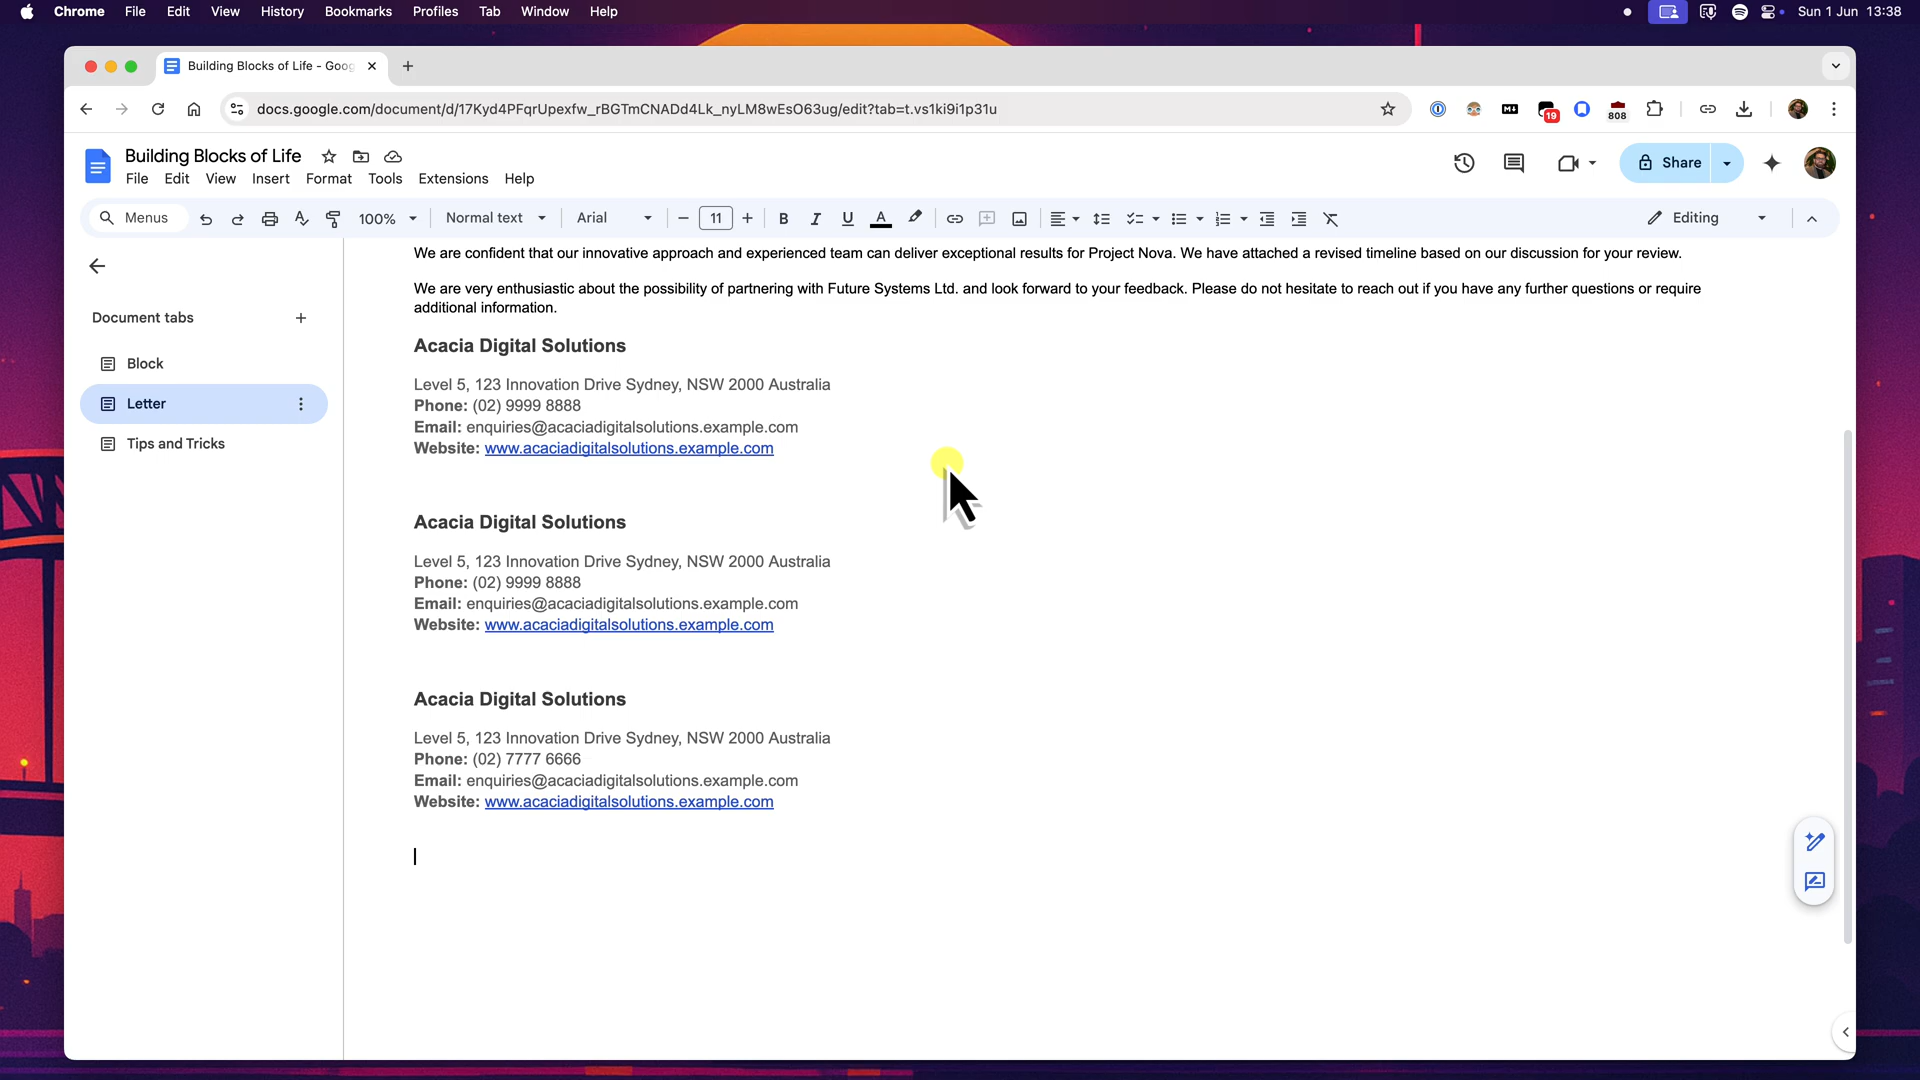 Chrome File Edit View History Bookmarks Profiles Tab Window Help Sun 1 Jun 13:38
Building Blocks of Life - Goog
docs.google.com/document/d/17Kyd4PFqrUpexfw_rBGTmCNADd4Lk_nyLM8wEsO63ug/edit?tab=t.vs1ki9i1p31u
19 808
Building Blocks of Life
File Edit View Insert Format Tools Extensions Help
Share
Menus 100% Normal text Arial 11 B I U A Editing
Document tabs
Block
Letter
Tips and Tricks
We are confident that our innovative approach and experienced team can deliver exceptional results for Project Nova. We have attached a revised timeline based on our discussion for your review.
We are very enthusiastic about the possibility of partnering with Future Systems Ltd. and look forward to your feedback. Please do not hesitate to reach out if you have any further questions or require
additional information.
Acacia Digital Solutions
Level 5, 123 Innovation Drive Sydney, NSW 2000 Australia
Phone: (02) 9999 8888
Email: enquiries@acaciadigitalsolutions.example.com
Website: www.acaciadigitalsolutions.example.com
Acacia Digital Solutions
Level 5, 123 Innovation Drive Sydney, NSW 2000 Australia
Phone: (02) 9999 8888
Email: enquiries@acaciadigitalsolutions.example.com
Website: www.acaciadigitalsolutions.example.com
Acacia Digital Solutions
Level 5, 123 Innovation Drive Sydney, NSW 2000 Australia
Phone: (02) 7777 6666
Email: enquiries@acaciadigitalsolutions.example.com
Website: www.acaciadigitalsolutions.example.com